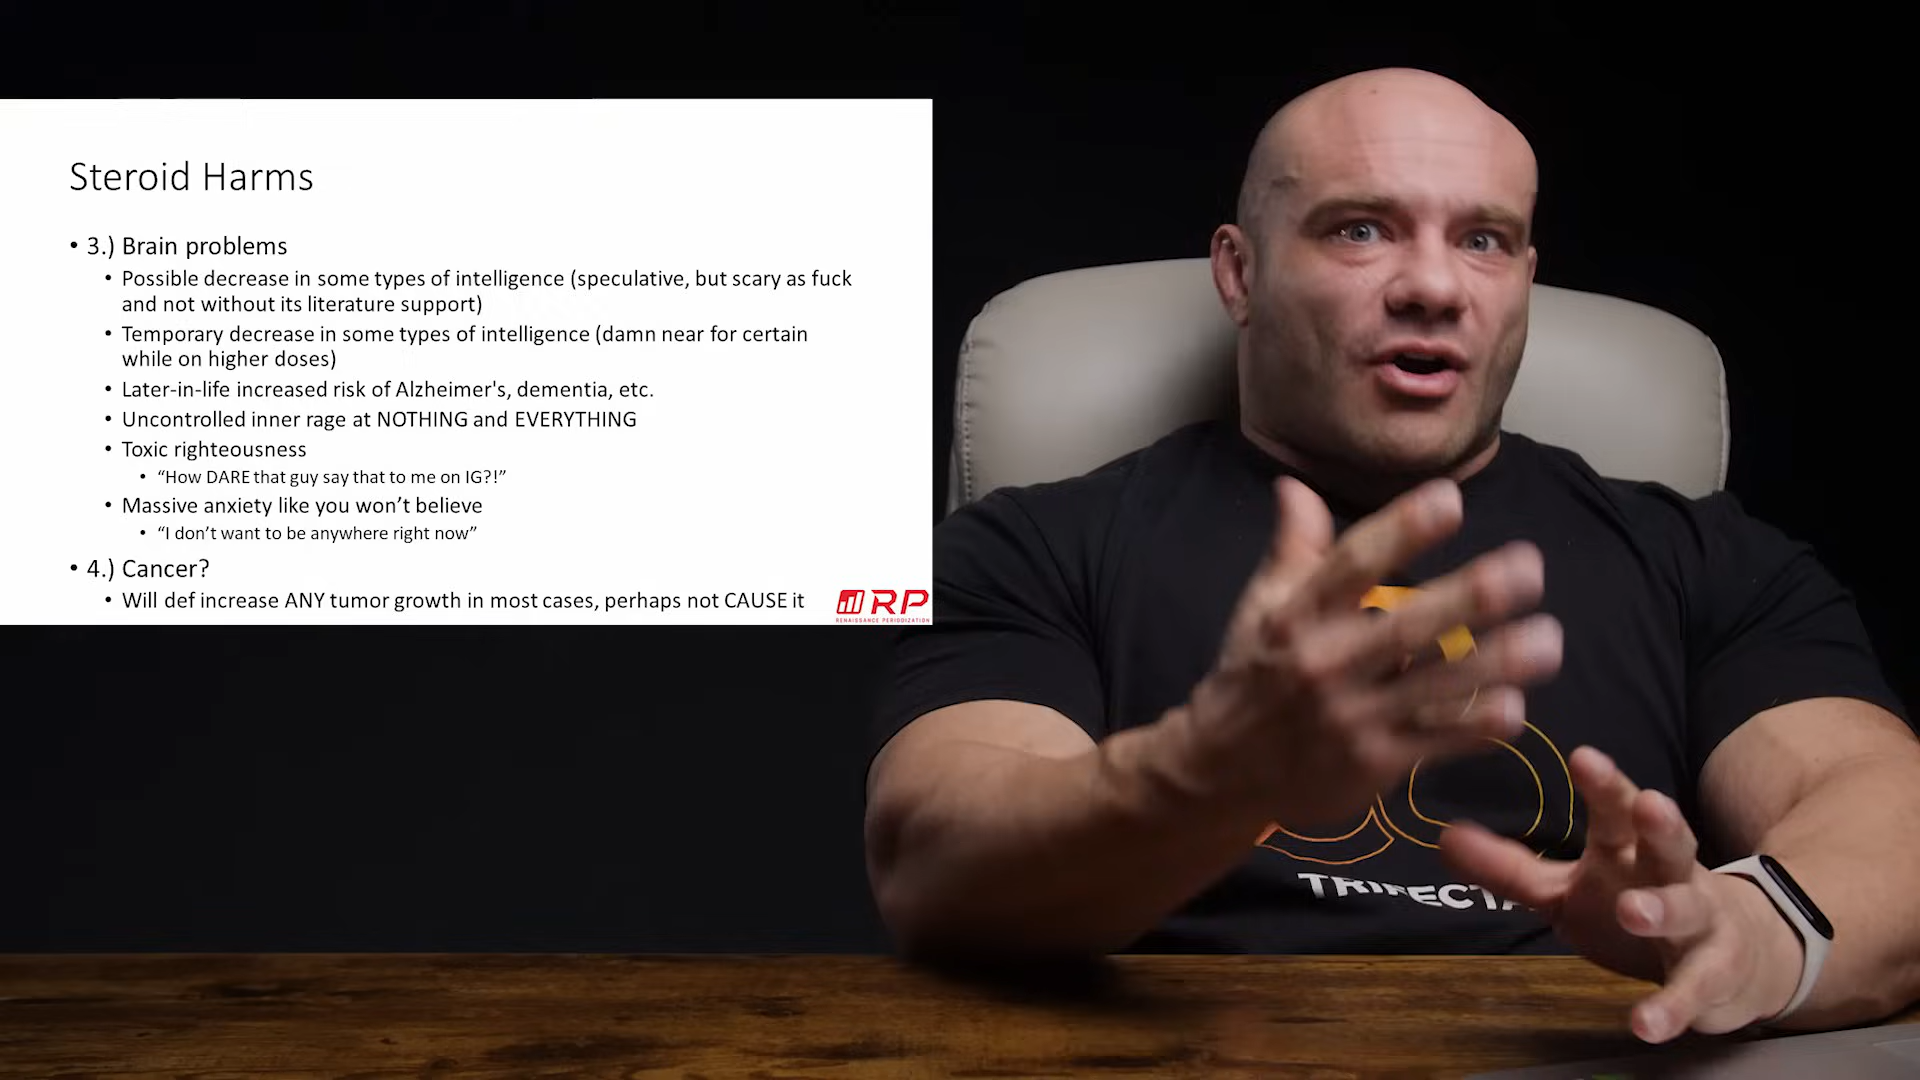 Steroid Harms
• 3.) Brain problems
• Possible decrease in some types of intelligence (speculative, but scary as fuck
and not without its literature support)
• Temporary decrease in some types of intelligence (damn near for certain
while on higher doses)
• Later-in-life increased risk of Alzheimer's, dementia, etc.
• Uncontrolled inner rage at NOTHING and EVERYTHING
• Toxic righteousness
• “How DARE that guy say that to me on IG?!”
• Massive anxiety like you won’t believe
• “I don’t want to be anywhere right now”
• 4.) Cancer?
• Will def increase ANY tumor growth in most cases, perhaps not CAUSE it
RP
RENAISSANCE PERIODIZATION
TRIFECTA